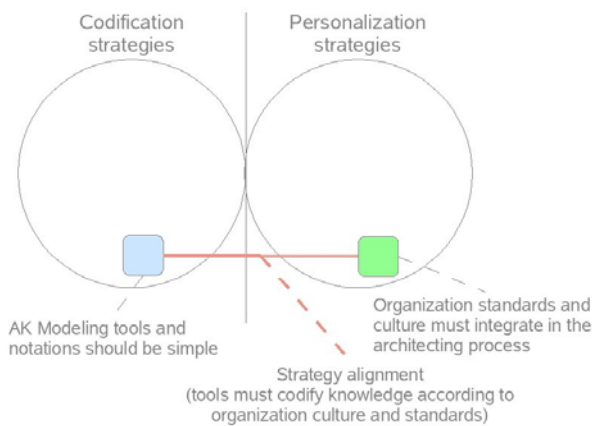 Codification
strategies
Personalization
strategies
AK Modeling tools and
notations should be simple
Organization standards and
culture must integrate in the
architecting process
Strategy alignment
(tools must codify knowledge according to
organization culture and standards)